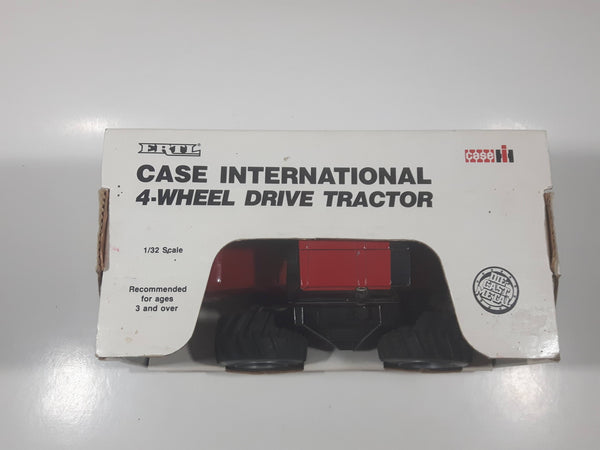 ERTL
case IH
CASE INTERNATIONAL
4-WHEEL DRIVE TRACTOR
1/32 Scale
Recommended
for ages
3 and over
DIE
CAST
METAL